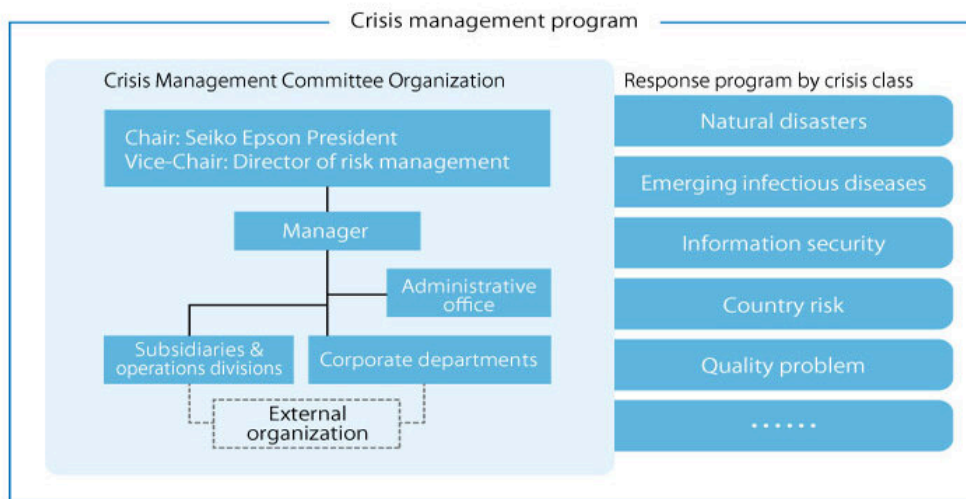 Crisis management program
Crisis Management Committee Organization
Chair: Seiko Epson President
Vice-Chair: Director of risk management
Manager
Administrative
office
Subsidiaries &
operations divisions
Corporate departments
External
organization
Response program by crisis class
Natural disasters
Emerging infectious diseases
Information security
Country risk
Quality problem
······